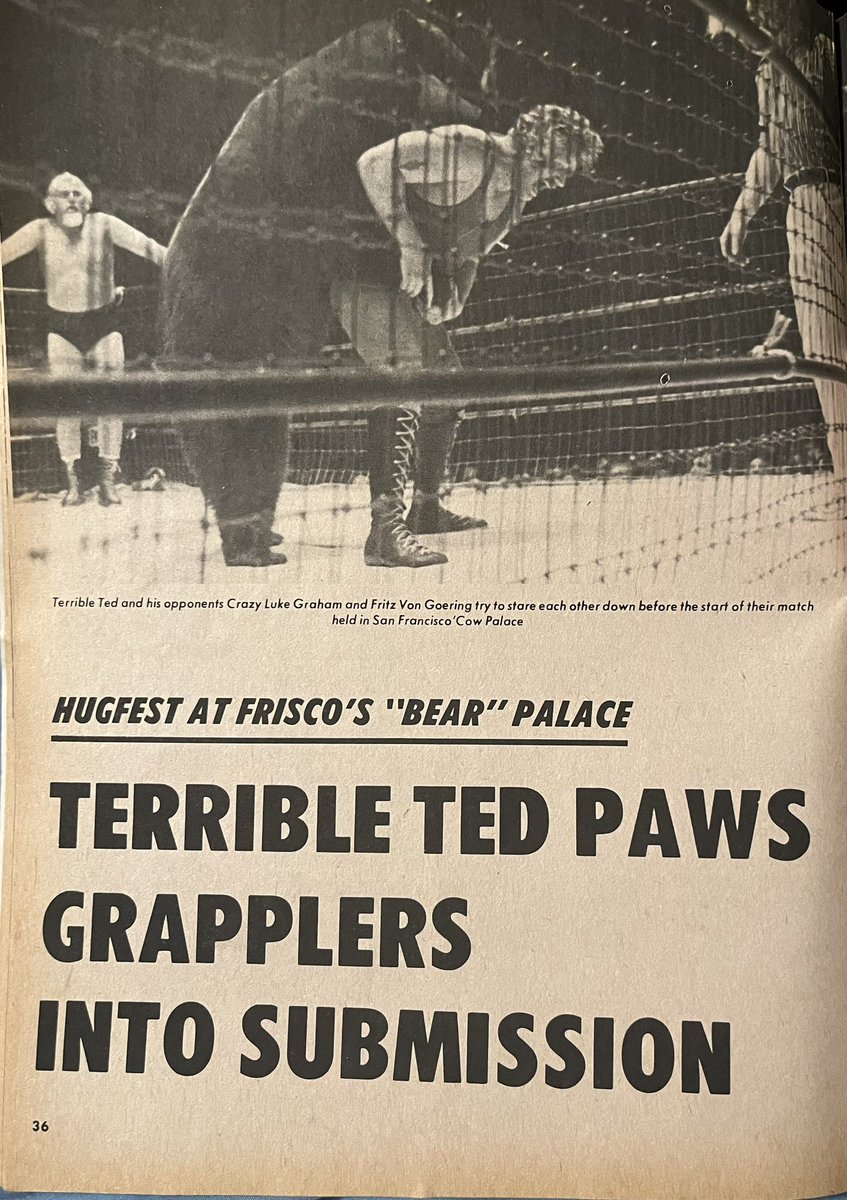 Terrible Ted and his opponents Crazy Luke Graham and Fritz Von Goering try to stare each other down before the start of their match
held in San Francisco'Cow Palace
HUGFEST AT FRISCO'S "BEAR" PALACE
TERRIBLE TED PAWS
GRAPPLERS
INTO SUBMISSION
36